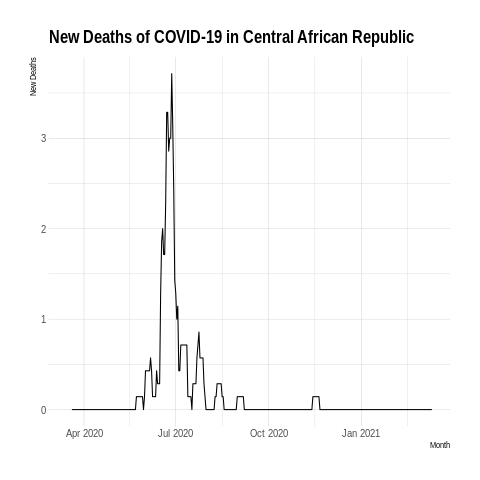 New Deaths of COVID-19 in Central African Republic
New Deaths
3
2
1
0
Apr 2020 Jul 2020 Oct 2020 Jan 2021
Month